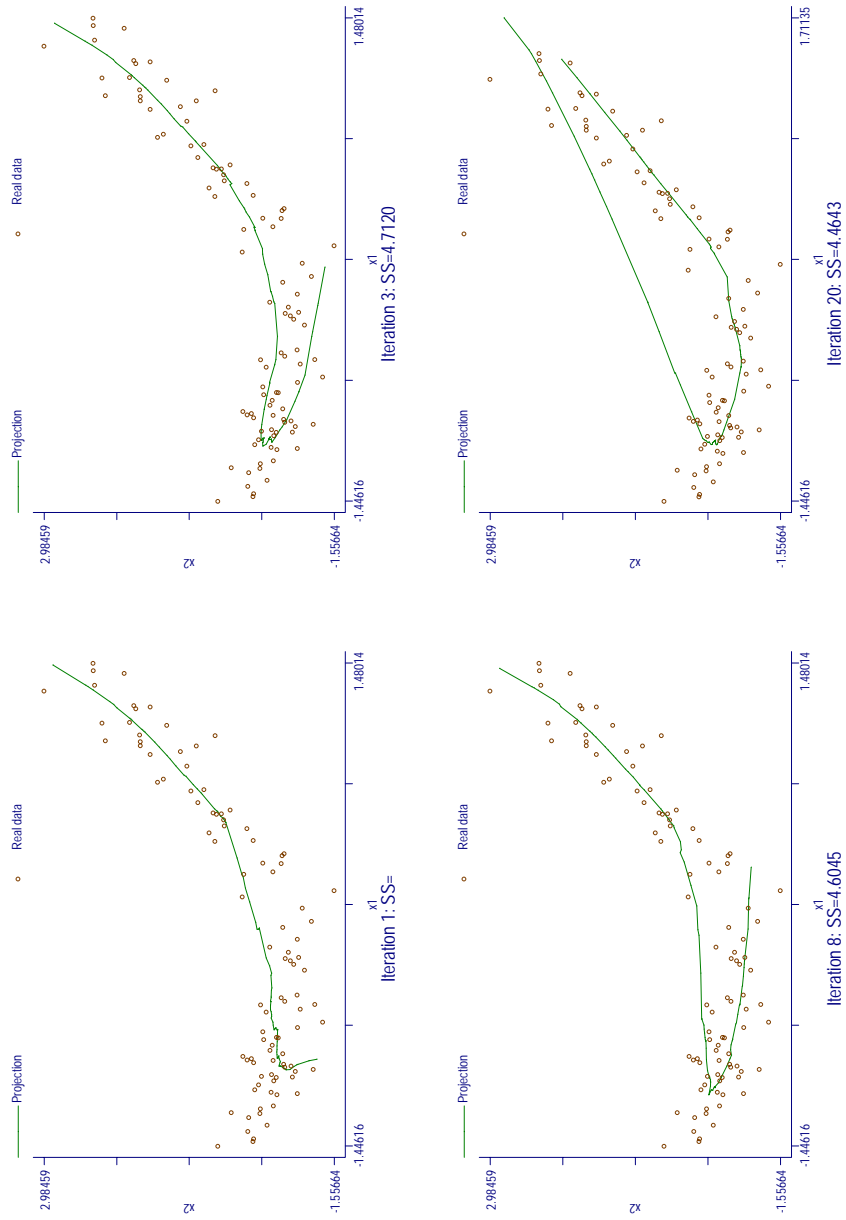 Projection
Real data
2.98459
x2
-1.55664
-1.44616
x1
1.48014
Iteration 1: SS=
Projection
Real data
2.98459
x2
-1.55664
-1.44616
x1
1.48014
Iteration 3: SS=4.7120
Projection
Real data
2.98459
x2
-1.55664
-1.44616
x1
1.48014
Iteration 8: SS=4.6045
Projection
Real data
2.98459
x2
-1.55664
-1.44616
x1
1.71135
Iteration 20: SS=4.4643